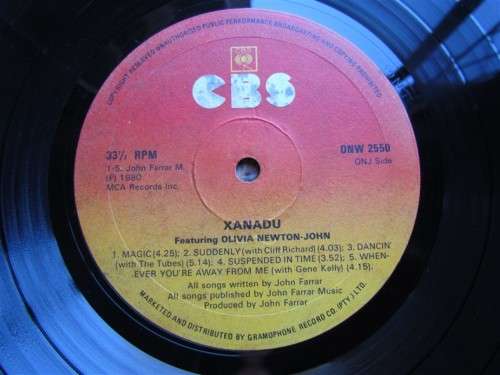 COPYRIGHT RESERVED UNAUTHORISED PUBLIC PERFORMANCE BROADCASTING AND COPYING PROHIBITED
CBS
CBS
33⅓ RPM
ONW 2550
1-5. John Farrar M.
ONJ Side
(P) 1980
MCA Records Inc.
XANADU
Featuring OLIVIA NEWTON-JOHN
1. MAGIC (4.25); 2. SUDDENLY (with Cliff Richard) (4.03); 3. DANCIN'
(with The Tubes) (5.14); 4. SUSPENDED IN TIME (3.52); 5. WHEN-
EVER YOU'RE AWAY FROM ME (with Gene Kelly) (4.15).
All songs written by John Farrar
All songs published by John Farrar Music
Produced by John Farrar
MARKETED AND DISTRIBUTED BY GRAMOPHONE RECORD CO. (PTY.) LTD.